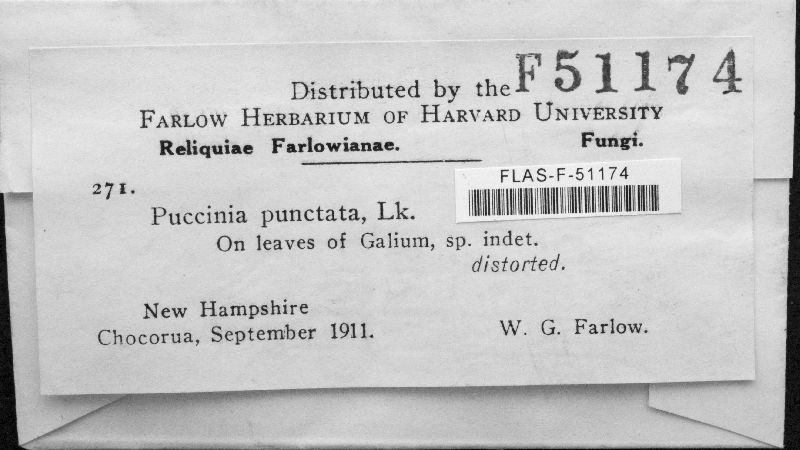 Distributed by the F51174
FARLOW HERBARIUM OF HARVARD UNIVERSITY
Reliquiae Farlowianae. Fungi.
271.
FLAS-F-51174
Puccinia punctata, Lk.
On leaves of Galium, sp. indet.
distorted.
New Hampshire
Chocorua, September 1911. W. G. Farlow.